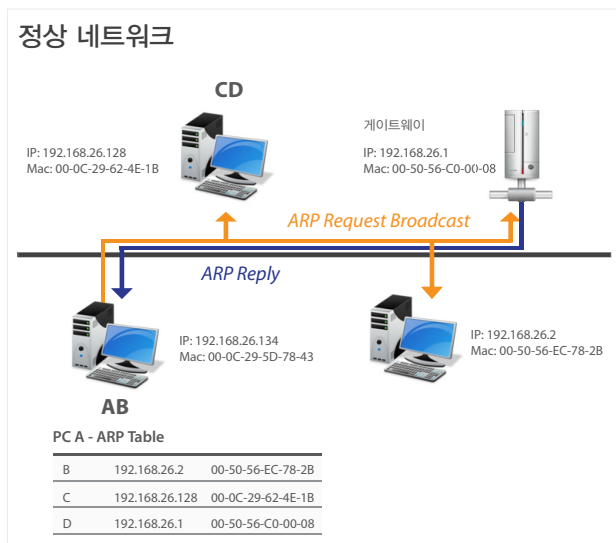 정상 네트워크
CD
IP: 192.168.26.128
Mac: 00-0C-29-62-4E-1B
게이트웨이
IP: 192.168.26.1
Mac: 00-50-56-C0-00-08
ARP Request Broadcast
ARP Reply
IP: 192.168.26.134
Mac: 00-0C-29-5D-78-43
IP: 192.168.26.2
Mac: 00-50-56-EC-78-2B
AB
PC A - ARP Table
B 192.168.26.2 00-50-56-EC-78-2B
C 192.168.26.128 00-0C-29-62-4E-1B
D 192.168.26.1 00-50-56-C0-00-08